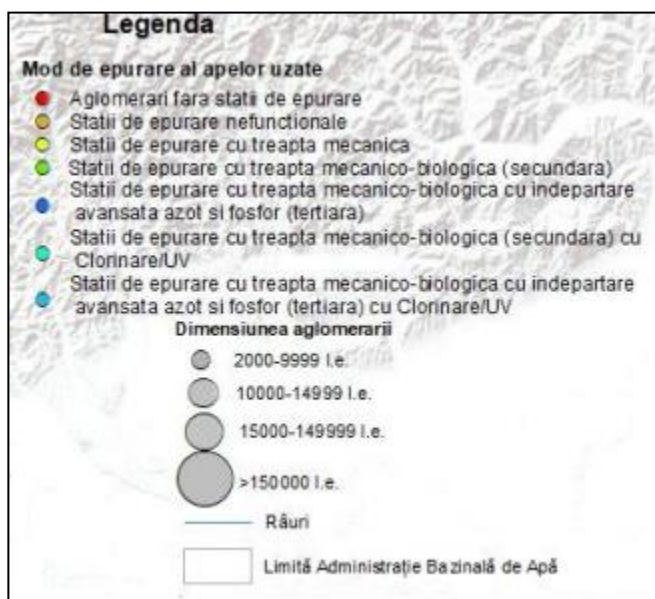 Legenda
Mod de epurare al apelor uzate
Aglomerari fara statii de epurare
Statii de epurare nefunctionale
Statii de epurare cu treapta mecanica
Statii de epurare cu treapta mecanico-biologica (secundara)
Statii de epurare cu treapta mecanico-biologica cu indepartare
avansata azot si fosfor (tertiara)
Statii de epurare cu treapta mecanico-biologica (secundara) cu
Clorinare/UV
Statii de epurare cu treapta mecanico-biologica cu indepartare
avansata azot si fosfor (tertiara) cu Clorinare/UV
Dimensiunea aglomerarii
2000-9999 l.e.
10000-14999 l.e.
15000-149999 l.e.
>150000 l.e.
Râuri
Limită Administrație Bazinală de Apă